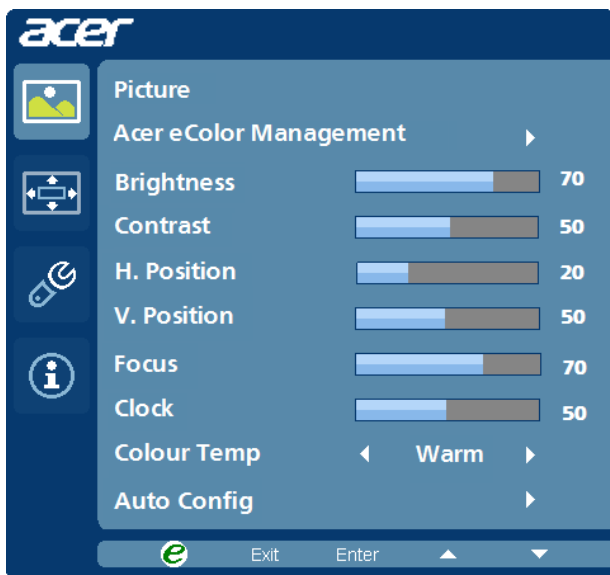 acer
Picture
Acer eColor Management
Brightness 70
Contrast 50
H. Position 20
V. Position 50
Focus 70
Clock 50
Colour Temp Warm
Auto Config
e Exit Enter